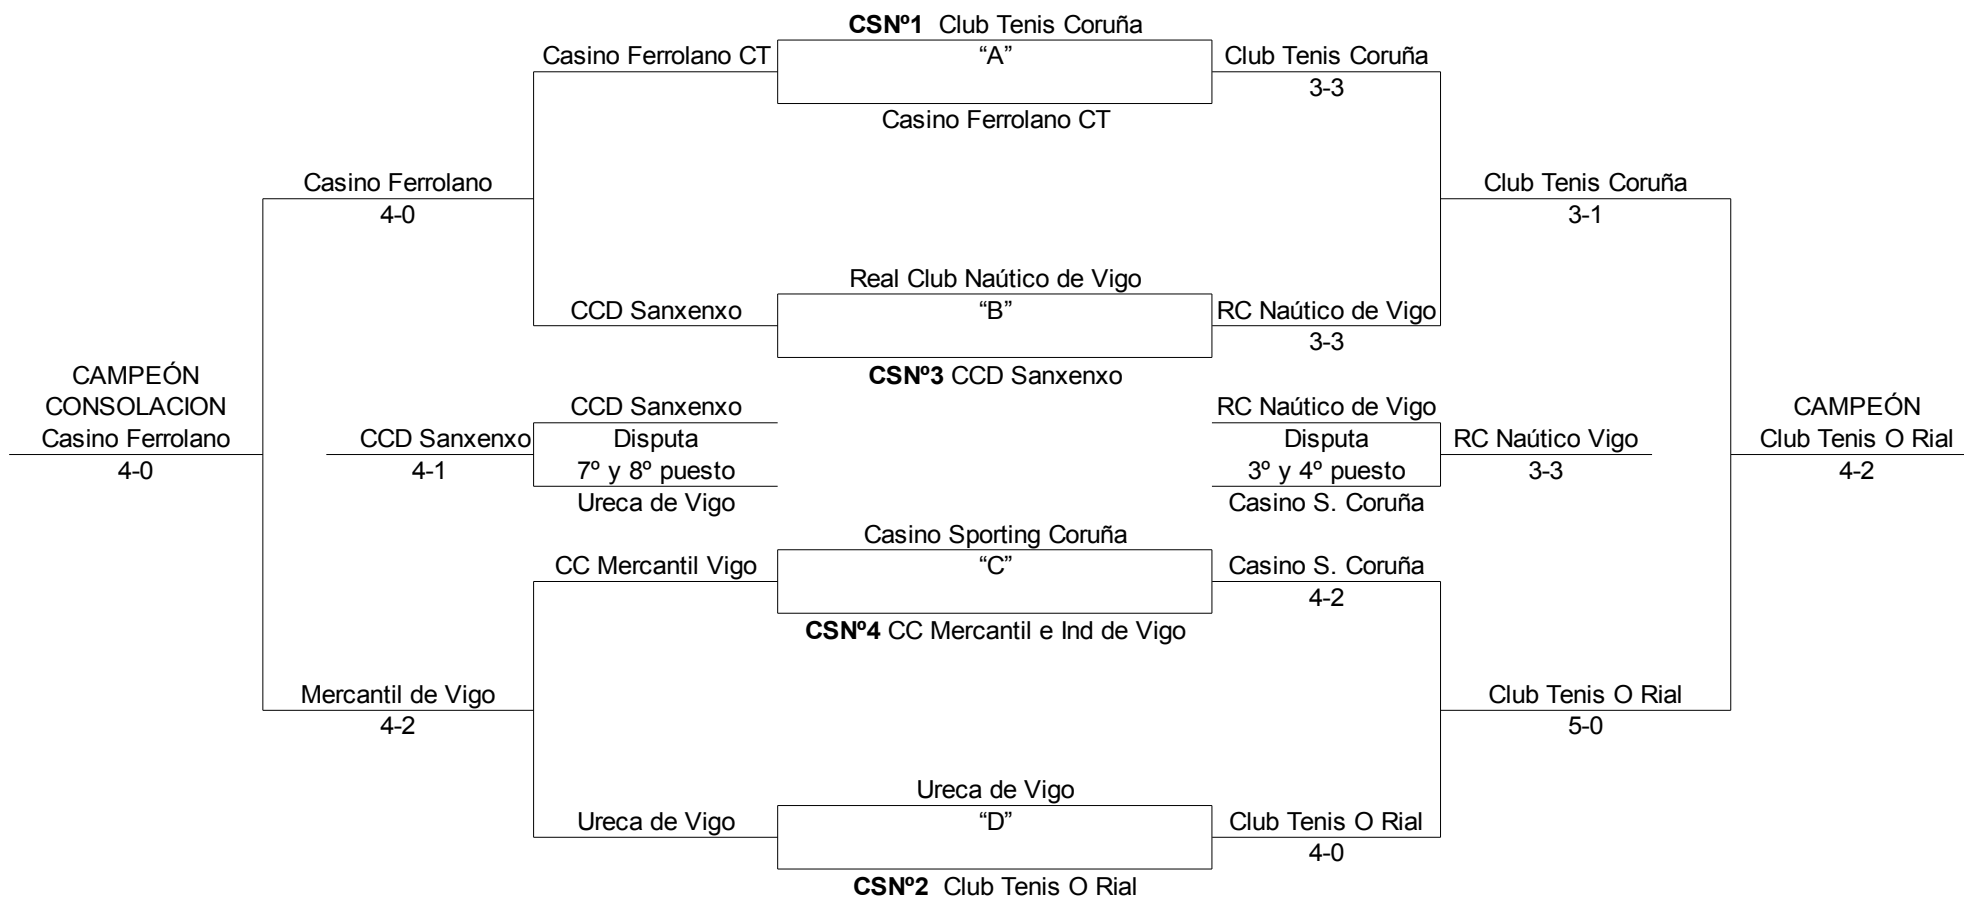 CSNº1 Club Tenis Coruña
Casino Ferrolano CT
“A”
Club Tenis Coruña
3-3
Casino Ferrolano CT
Casino Ferrolano
4-0
Club Tenis Coruña
3-1
Real Club Naútico de Vigo
CCD Sanxenxo
“B”
RC Naútico de Vigo
3-3
CSNº3 CCD Sanxenxo
CAMPEÓN
CONSOLACION
Casino Ferrolano
4-0
CCD Sanxenxo
4-1
CCD Sanxenxo
Disputa
7º y 8º puesto
Ureca de Vigo
RC Naútico de Vigo
Disputa
3º y 4º puesto
Casino S. Coruña
RC Naútico Vigo
3-3
CAMPEÓN
Club Tenis O Rial
4-2
Casino Sporting Coruña
CC Mercantil Vigo
“C”
Casino S. Coruña
4-2
CSNº4 CC Mercantil e Ind de Vigo
Mercantil de Vigo
4-2
Club Tenis O Rial
5-0
Ureca de Vigo
Ureca de Vigo
“D”
Club Tenis O Rial
4-0
CSNº2 Club Tenis O Rial